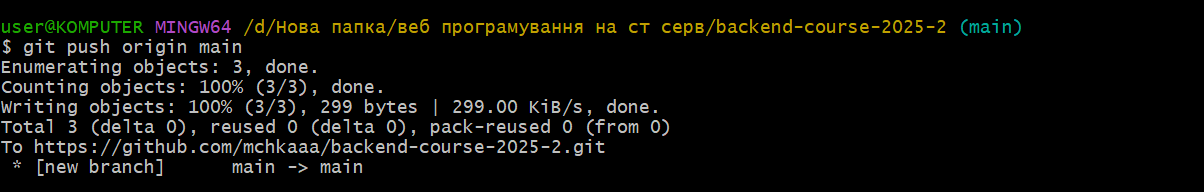 user@KOMPUTER MINGW64 /d/Нова папка/веб програмування на ст серв/backend-course-2025-2 (main)
$ git push origin main
Enumerating objects: 3, done.
Counting objects: 100% (3/3), done.
Writing objects: 100% (3/3), 299 bytes | 299.00 KiB/s, done.
Total 3 (delta 0), reused 0 (delta 0), pack-reused 0 (from 0)
To https://github.com/mchkaaa/backend-course-2025-2.git
 * [new branch]      main -> main